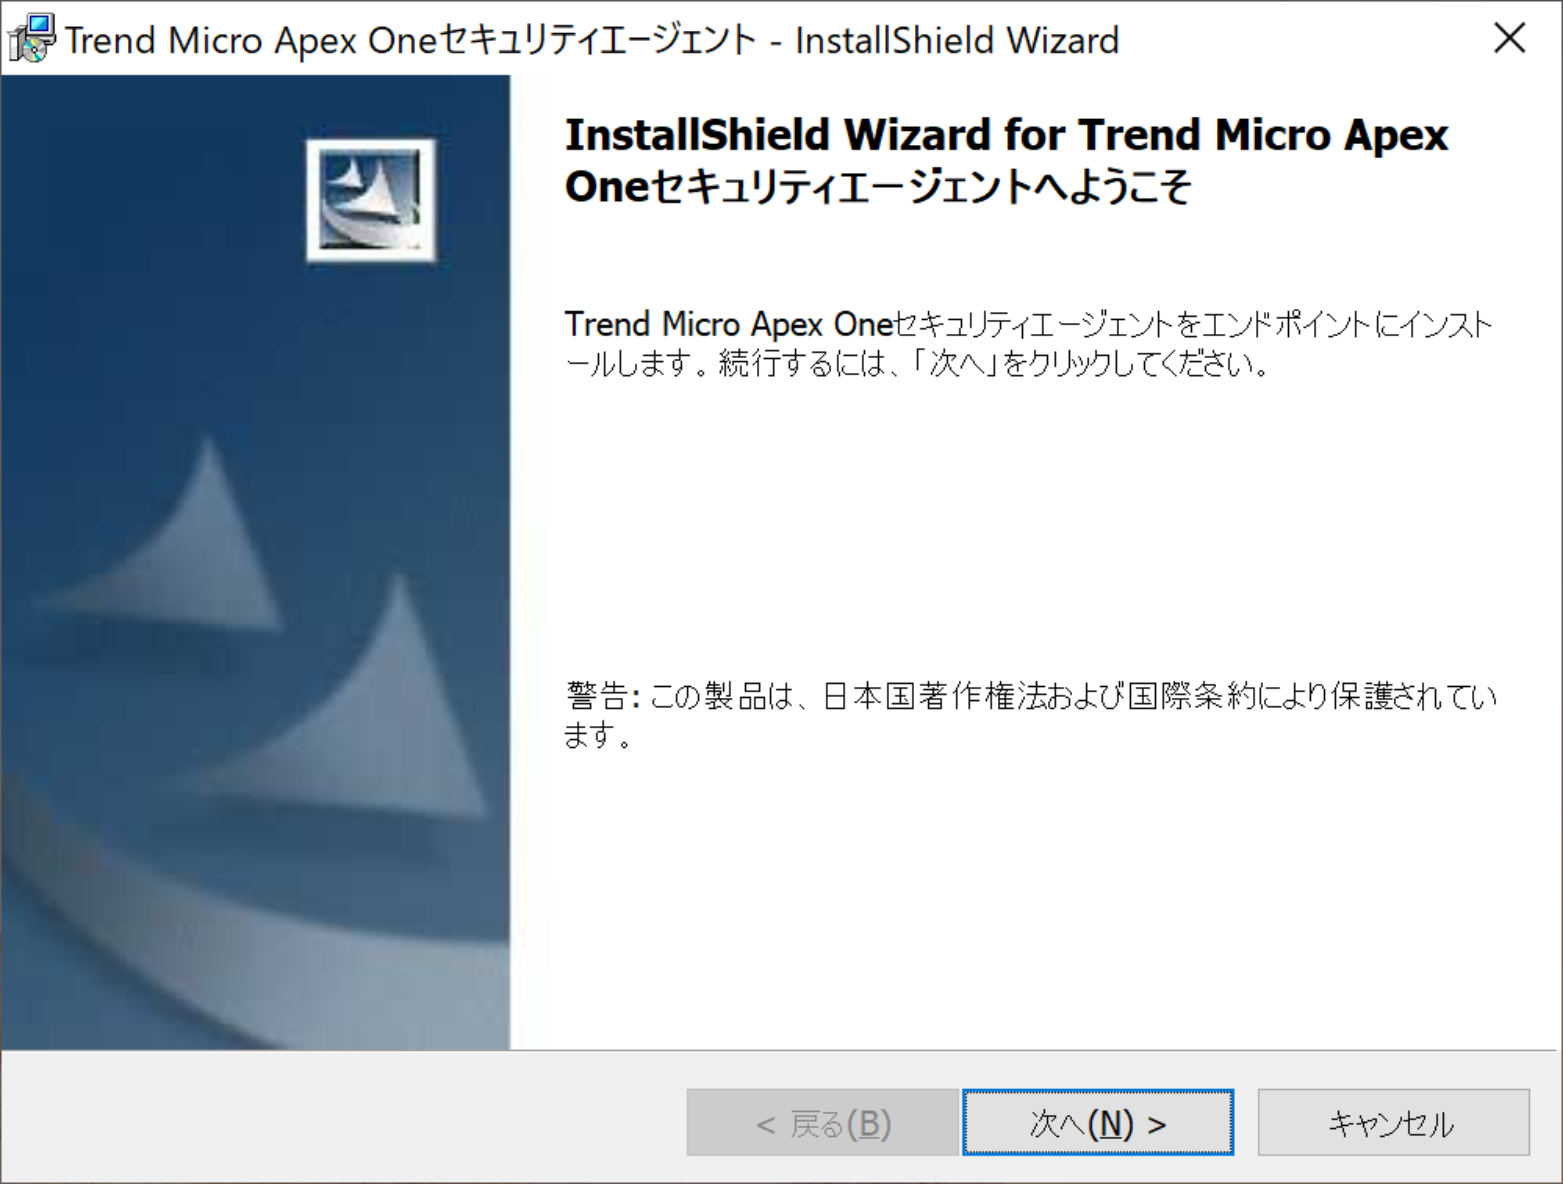 Trend Micro Apex Oneセキュリティエージェント - InstallShield Wizard
InstallShield Wizard for Trend Micro Apex
Oneセキュリティエージェントへようこそ
Trend Micro Apex Oneセキュリティエージェントをエンドポイントにインスト
ールします。続行するには、「次へ」をクリックしてください。
警告: この製品は、日本国著作権法および国際条約により保護されてい
ます。
< 戻る(B)
次へ(N) >
キャンセル